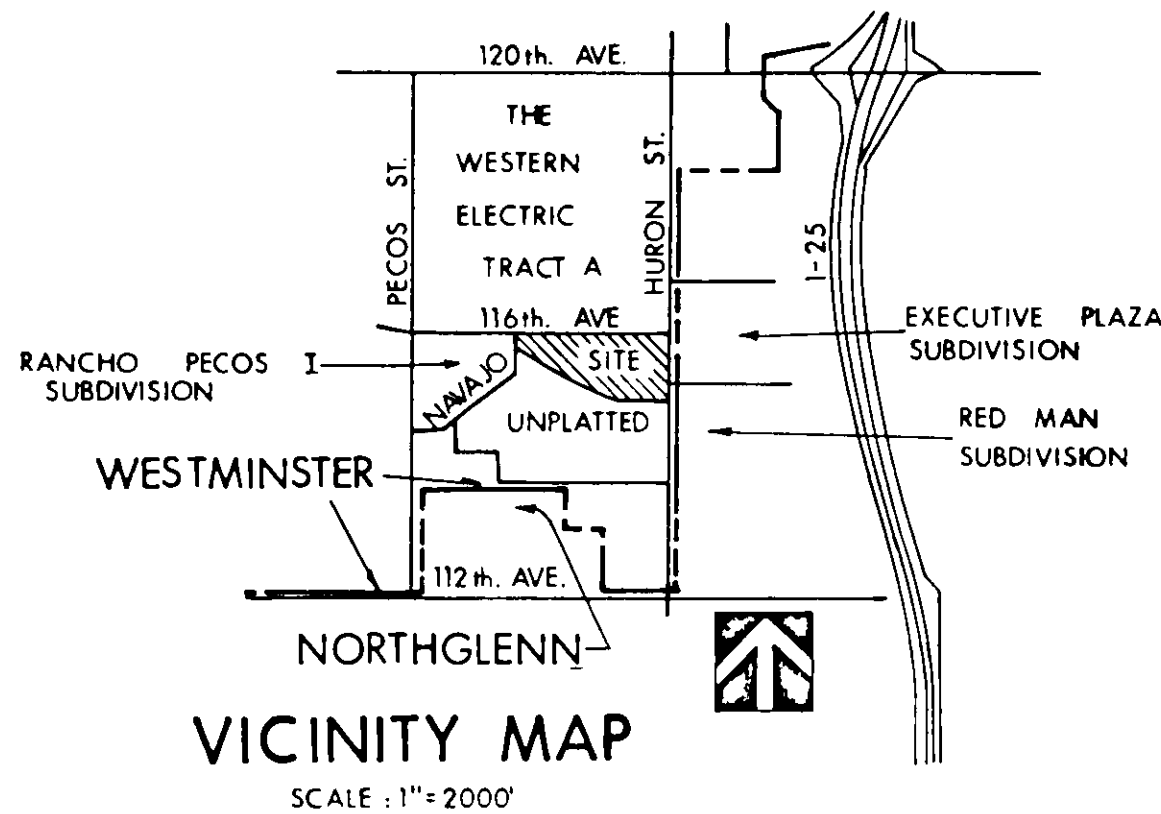 120th. AVE.
THE
WESTERN
ELECTRIC
TRACT A
PECOS ST.
HURON ST.
I-25
116th. AVE
EXECUTIVE PLAZA
SUBDIVISION
RANCHO PECOS I
SUBDIVISION
NAVAJO
SITE
UNPLATTED
RED MAN
SUBDIVISION
WESTMINSTER
112th. AVE.
NORTHGLENN
VICINITY MAP
SCALE : 1"= 2000'